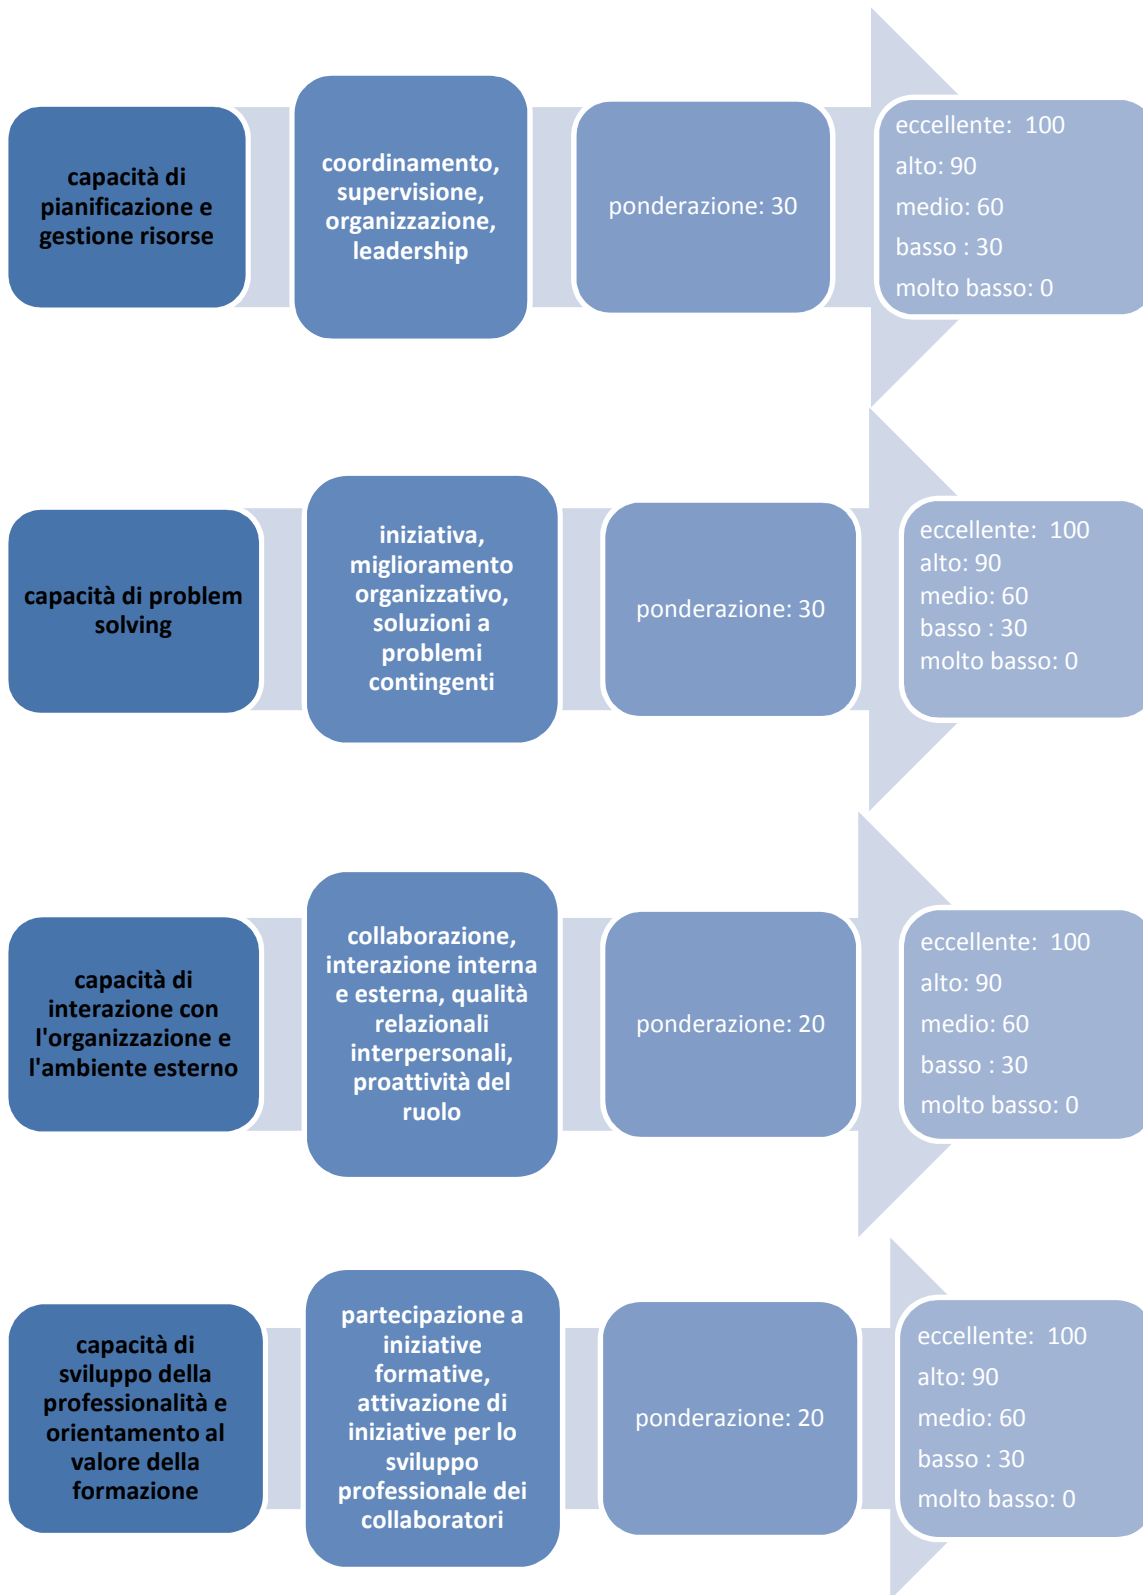 capacità di
pianificazione e
gestione risorse
coordinamento,
supervisione,
organizzazione,
leadership
ponderazione: 30
eccellente:  100
alto: 90
medio: 60
basso : 30
molto basso: 0
capacità di problem
solving
iniziativa,
miglioramento
organizzativo,
soluzioni a
problemi
contingenti
ponderazione: 30
eccellente:  100
alto: 90
medio: 60
basso : 30
molto basso: 0
capacità di
interazione con
l'organizzazione e
l'ambiente esterno
collaborazione,
interazione interna
e esterna, qualità
relazionali
interpersonali,
proattività del
ruolo
ponderazione: 20
eccellente:  100
alto: 90
medio: 60
basso : 30
molto basso: 0
capacità di
sviluppo della
professionalità e
orientamento al
valore della
formazione
partecipazione a
iniziative
formative,
attivazione di
iniziative per lo
sviluppo
professionale dei
collaboratori
ponderazione: 20
eccellente:  100
alto: 90
medio: 60
basso : 30
molto basso: 0